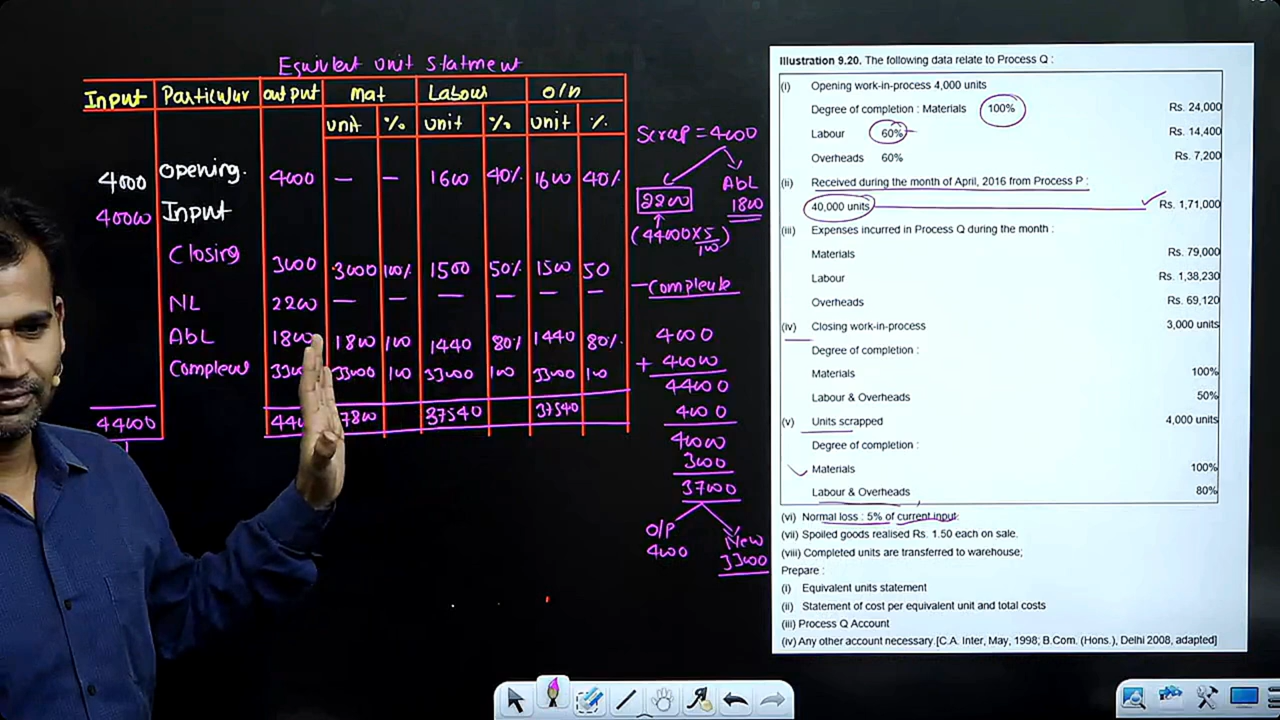 Equivlent unit Statment
Input Particular output Mat Labour O/H
unit % unit % unit %
4000 Opening. 4000 — — 1600 40% 1600 40%
40000 Input
Closing 3000 3000 100% 1500 50% 1500 50
NL 2200 — — — — — —
AbL 1800 1800 100 1440 80% 1440 80%
33000 100 33000 100 33000 100
44000 37540 37540
Scrap = 4000
2200 AbL 1800
(44000 × 5/100)
4000
+ 40000
44000
4000
40000
3000
37000
O/P New
4000 33000
Illustration 9.20. The following data relate to Process Q :
(i) Opening work-in-process 4,000 units
Degree of completion : Materials 100% Rs. 24,000
Labour 60% Rs. 14,400
Overheads 60% Rs. 7,200
(ii) Received during the month of April, 2016 from Process P :
40,000 units Rs. 1,71,000
(iii) Expenses incurred in Process Q during the month :
Materials Rs. 79,000
Labour Rs. 1,38,230
Overheads Rs. 69,120
(iv) Closing work-in-process 3,000 units
Degree of completion :
Materials 100%
Labour & Overheads 50%
(v) Units scrapped 4,000 units
Degree of completion :
Materials 100%
Labour & Overheads 80%
(vi) Normal loss : 5% of current input.
(vii) Spoiled goods realised Rs. 1.50 each on sale.
(viii) Completed units are transferred to warehouse;
Prepare :
(i) Equivalent units statement
(ii) Statement of cost per equivalent unit and total costs
(iii) Process Q Account
(iv) Any other account necessary.[C.A. Inter, May, 1998; B.Com. (Hons.), Delhi 2008, adapted]